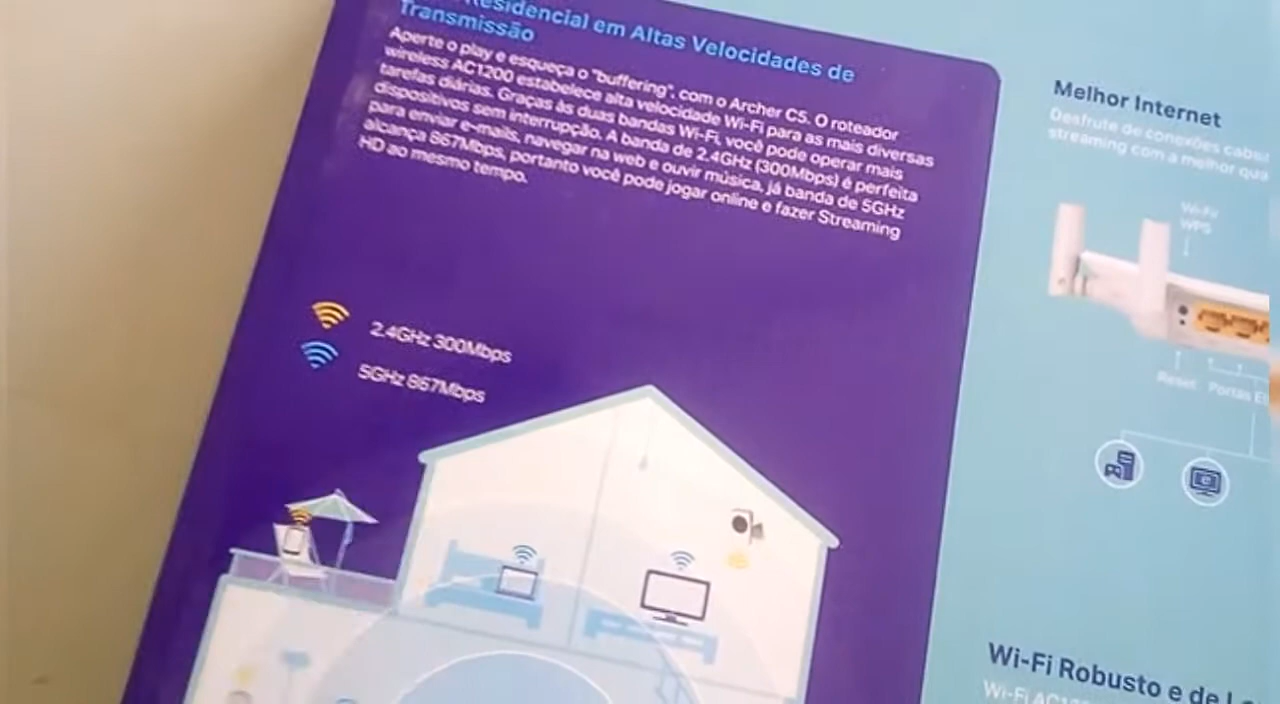 Residencial em Altas Velocidades de
Transmissão
Aperte o play e esqueça o "buffering", com o Archer C5. O roteador
wireless AC1200 estabelece alta velocidade Wi-Fi para as mais diversas
tarefas diárias. Graças às duas bandas Wi-Fi, você pode operar mais
dispositivos sem interrupção. A banda de 2.4GHz (300Mbps) é perfeita
para enviar e-mails, navegar na web e ouvir música, já banda de 5GHz
alcança 867Mbps, portanto você pode jogar online e fazer Streaming
HD ao mesmo tempo.
2.4GHz 300Mbps
5GHz 867Mbps
Melhor Internet
Desfrute de conexões
streaming com a melhor
Wi-Fi/
WPS
Reset Portas
Wi-Fi Robusto e de
Wi-Fi